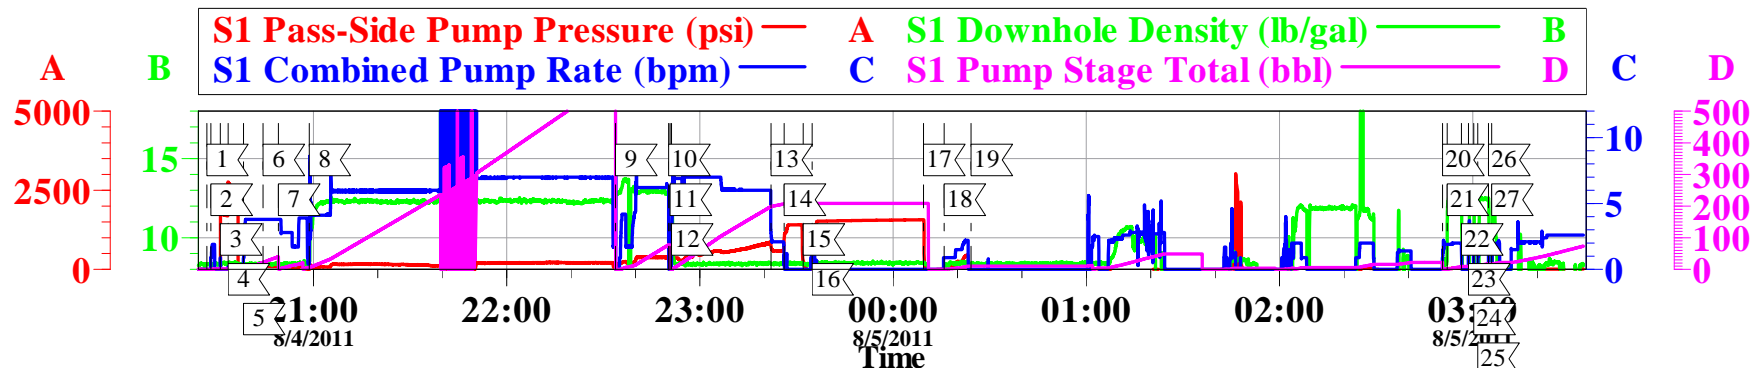 S1 Pass-Side Pump Pressure (psi) A S1 Downhole Density (lb/gal) B
S1 Combined Pump Rate (bpm) C S1 Pump Stage Total (bbl) D
A B C D
5000 500
15 10 400
1 6 8 9 10 13 17 19 20 26 300
2500 2 7 11 14 18 21 27 5 200
10 3 12 15 22 100
0 4 16 23 0 0
5 21:00 22:00 23:00 00:00 01:00 02:00 24
8/4/2011 8/5/2011
25
Time